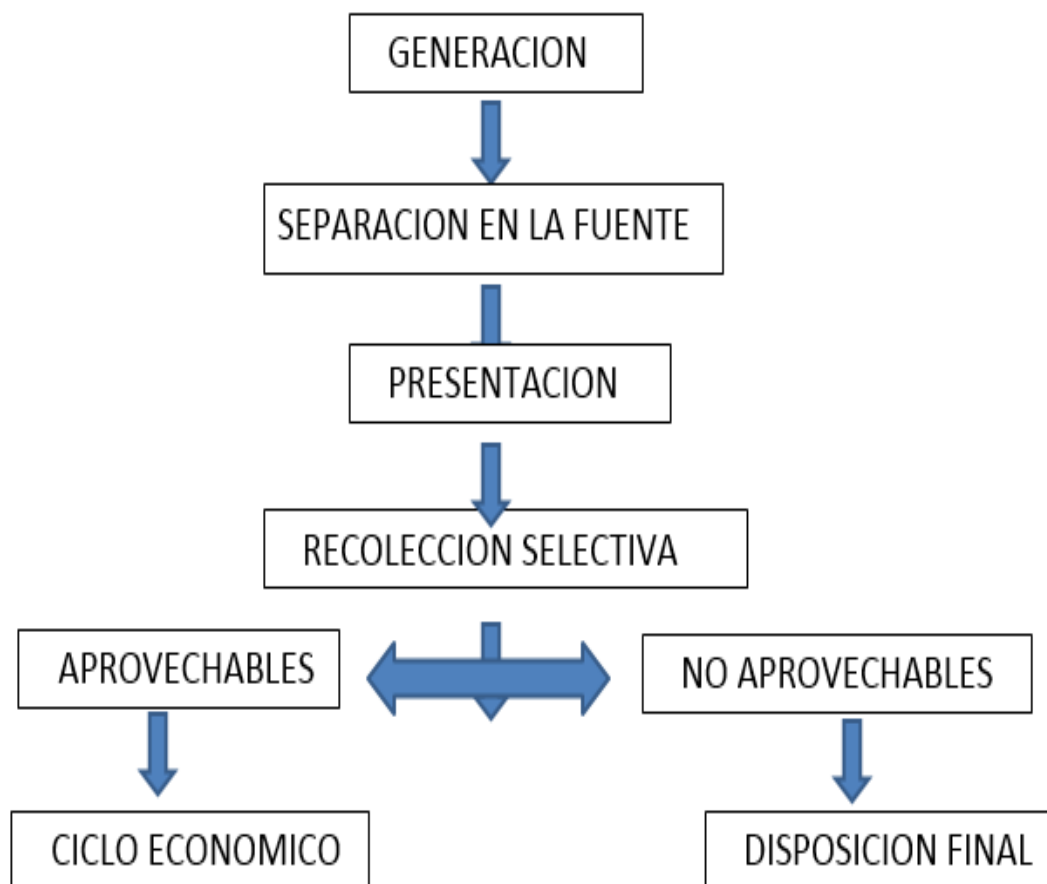 GENERACION
SEPARACION EN LA FUENTE
PRESENTACION
RECOLECCION SELECTIVA
APROVECHABLES
NO APROVECHABLES
CICLO ECONOMICO
DISPOSICION FINAL